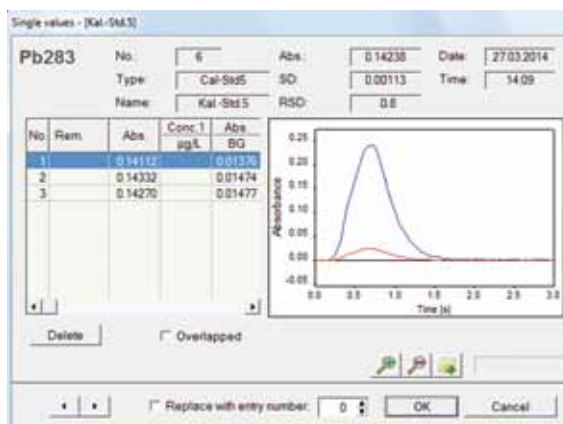 Single values - [Kal.-Std.5]
Pb283 No.: 6 Abs.: 0.14238 Date: 27.03.2014
Type: Cal-Std5 SD: 0.00113 Time: 14:09
Name: Kal.-Std.5 RSD: 0.8
No Rem. Abs. Conc.1 Abs.
µg/L BG
1 0.14112 0.01376
2 0.14332 0.01474
3 0.14270 0.01477
Absorbance
0.25
0.20
0.15
0.10
0.05
0.00
-0.05
0.0 0.5 1.0 1.5 2.0 2.5 3.0
Time [s]
Delete Overlapped
Replace with entry number: 0 OK Cancel